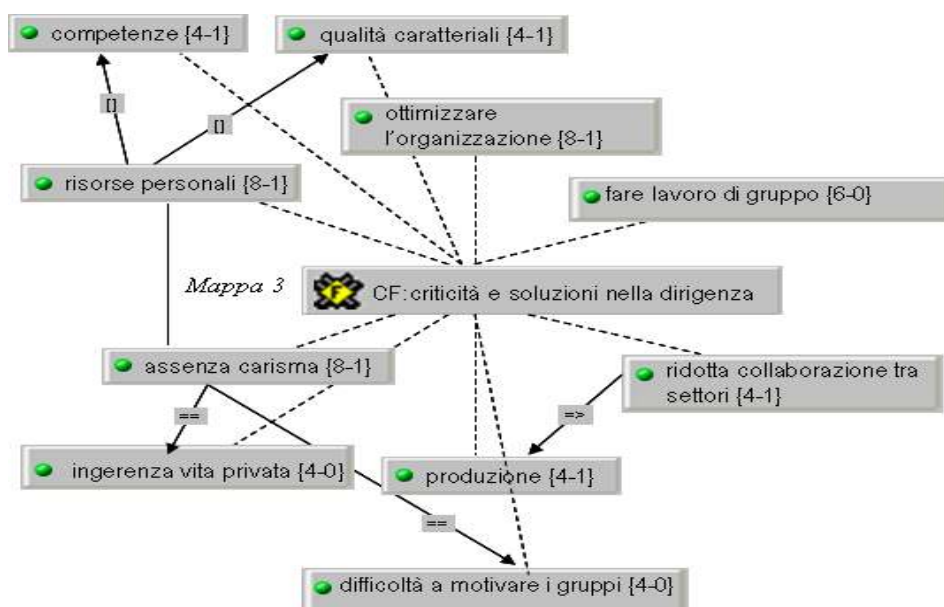 competenze {4-1}
qualità caratteriali {4-1}
[]
[]
ottimizzare
l'organizzazione {8-1}
risorse personali {8-1}
fare lavoro di gruppo {6-0}
Mappa 3
CF:criticità e soluzioni nella dirigenza
assenza carisma {8-1}
ridotta collaborazione tra
settori {4-1}
==
=>
ingerenza vita privata {4-0}
produzione {4-1}
==
difficoltà a motivare i gruppi {4-0}